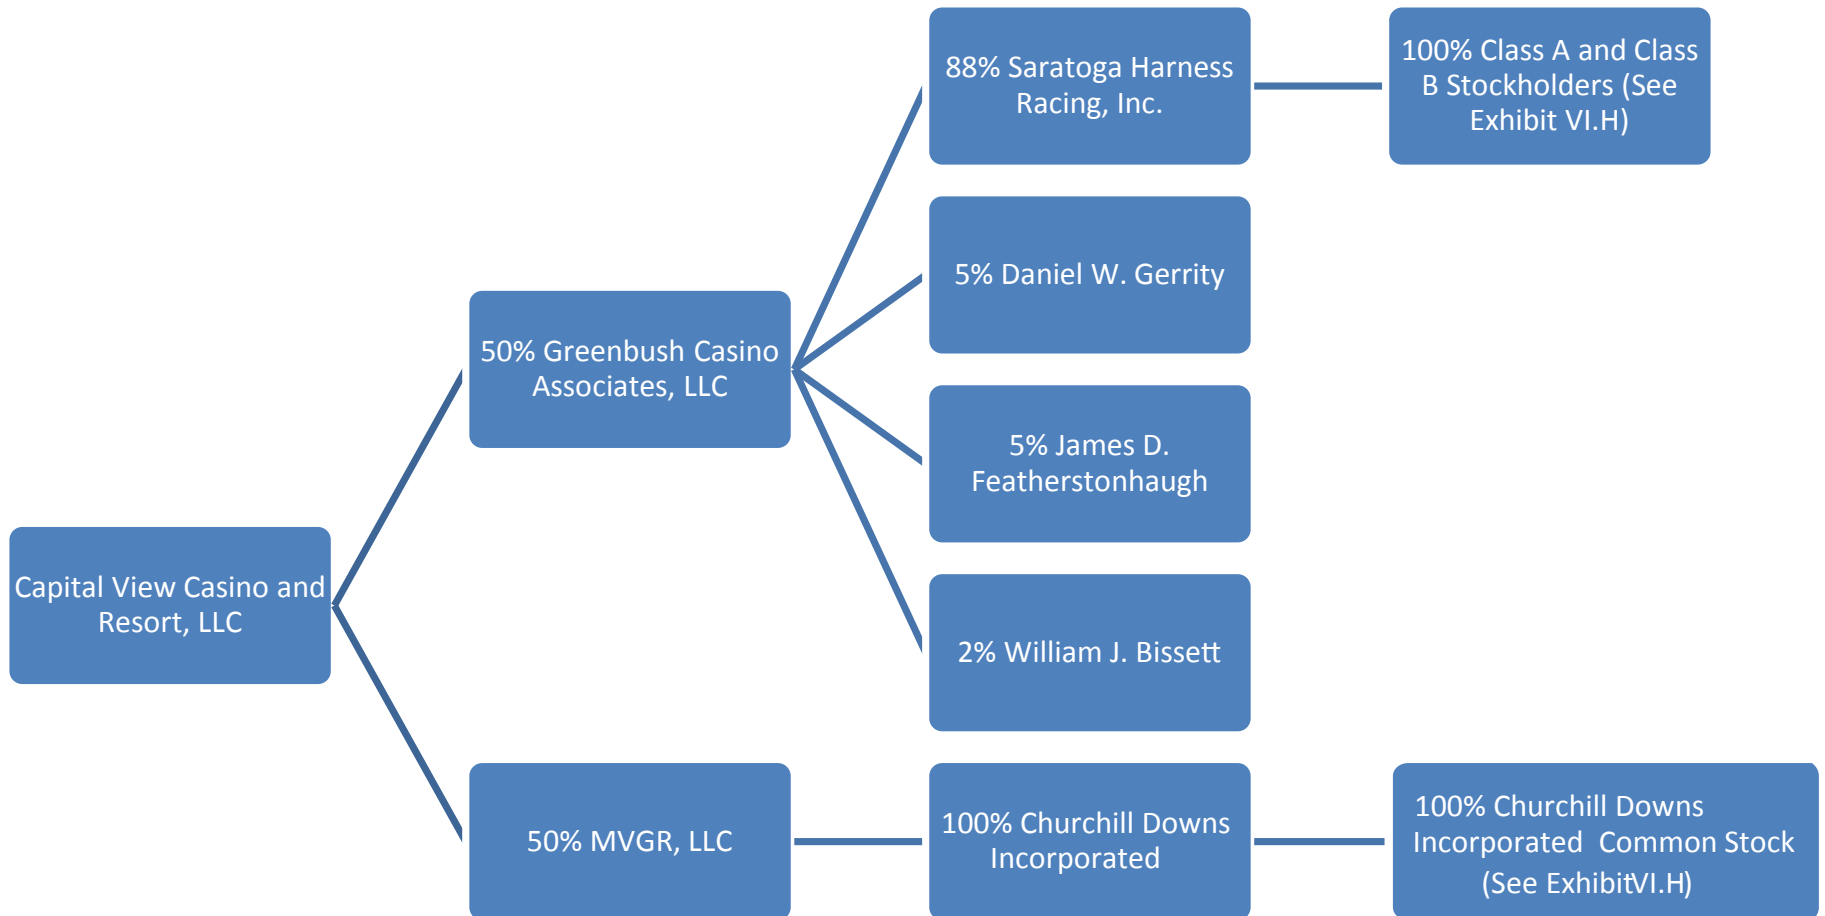 88% Saratoga Harness
Racing, Inc.
100% Class A and Class
B Stockholders (See
Exhibit VI.H)
5% Daniel W. Gerrity
50% Greenbush Casino
Associates, LLC
5% James D.
Featherstonhaugh
Capital View Casino and
Resort, LLC
2% William J. Bissett
50% MVGR, LLC
100% Churchill Downs
Incorporated
100% Churchill Downs
Incorporated Common Stock
(See ExhibitVI.H)